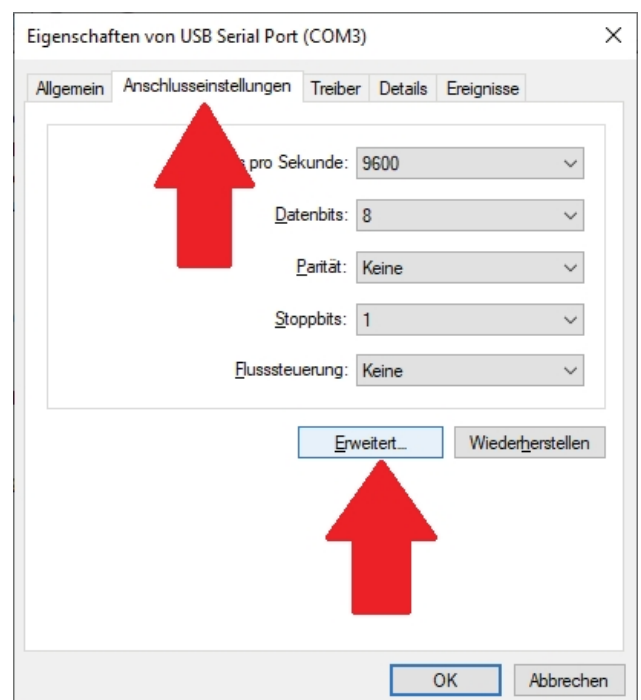 Eigenschaften von USB Serial Port (COM3)
Allgemein Anschlusseinstellungen Treiber Details Ereignisse
pro Sekunde: 9600
Datenbits: 8
Parität: Keine
Stoppbits: 1
Flusssteuerung: Keine
Erweitert... Wiederherstellen
OK Abbrechen